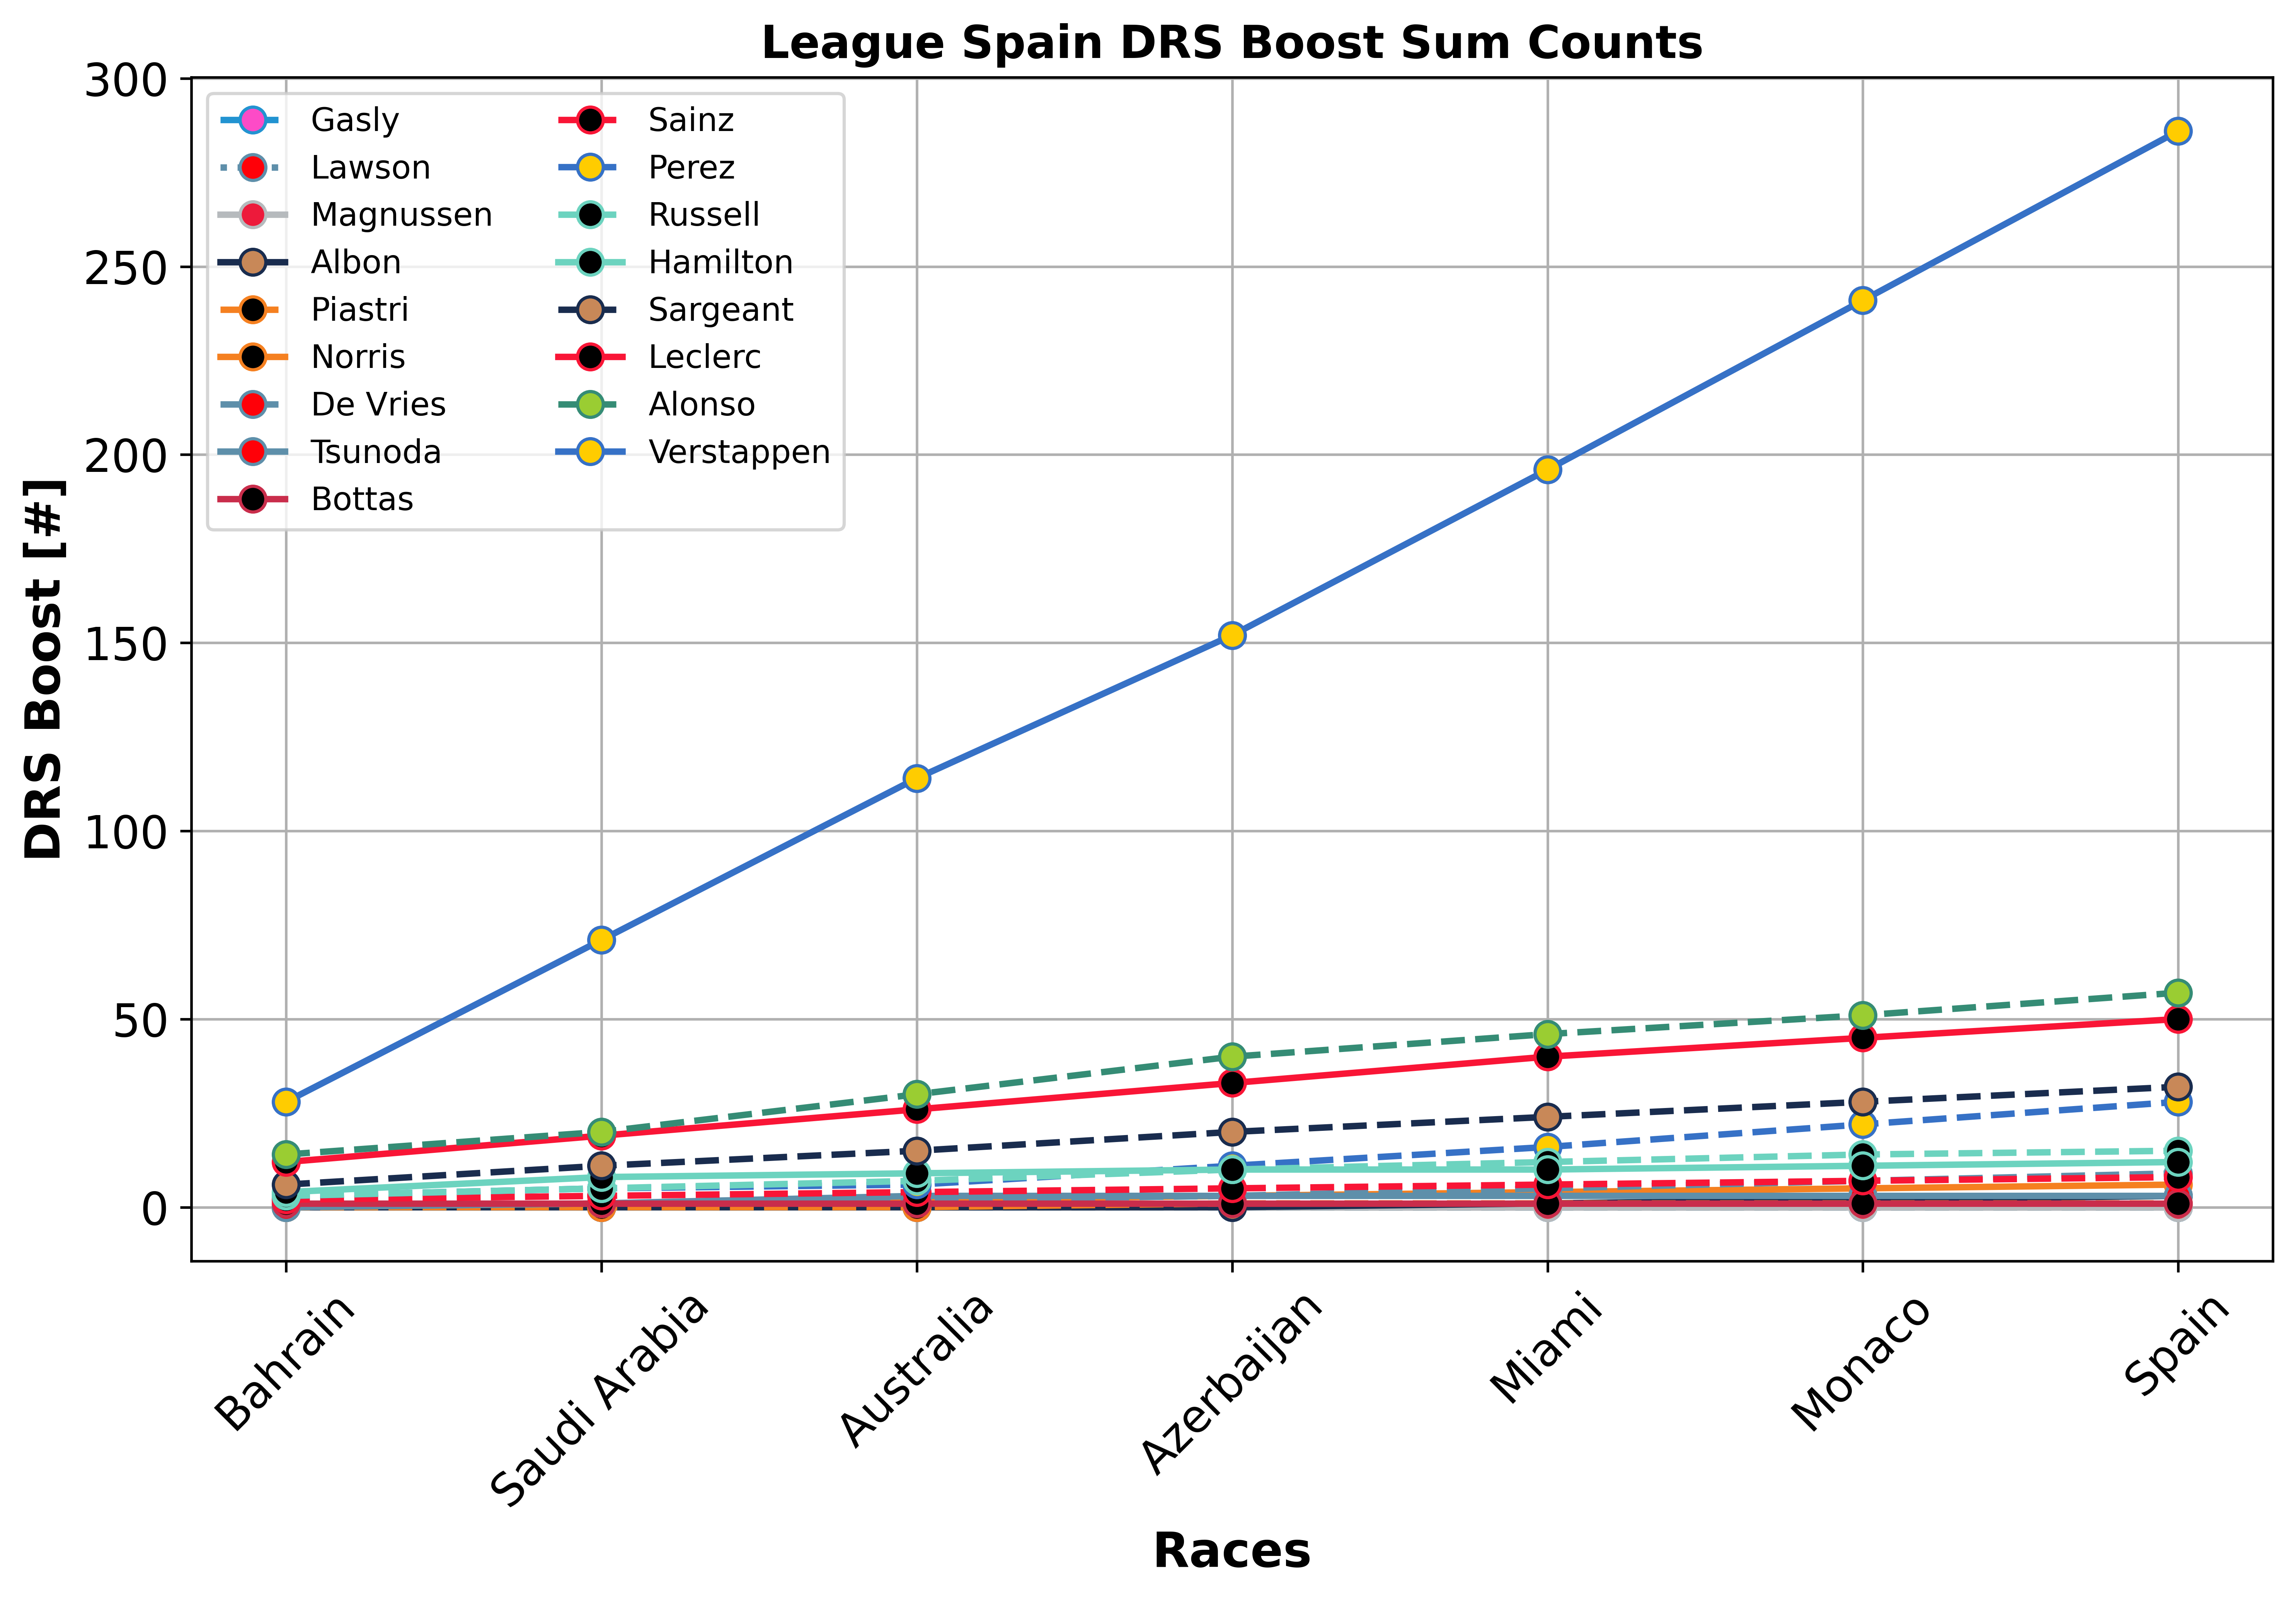 League Spain DRS Boost Sum Counts
300
250
200
150
100
50
0
DRS Boost [#]
Gasly
Lawson
Magnussen
Albon
Piastri
Norris
De Vries
Tsunoda
Bottas
Sainz
Perez
Russell
Hamilton
Sargeant
Leclerc
Alonso
Verstappen
Bahrain
Saudi Arabia
Australia
Azerbaijan
Miami
Monaco
Spain
Races